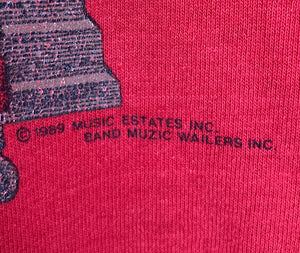 © 1989 MUSIC ESTATES INC.
BAND MUZIC WAILERS INC.